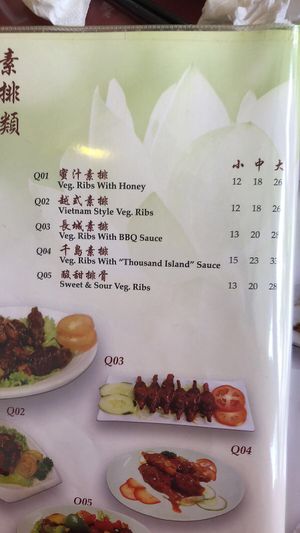 素排類
小 中 大
Q01 蜜汁素排
Veg. Ribs With Honey 12 18 26
Q02 越式素排
Vietnam Style Veg. Ribs 12 18 26
Q03 長城素排
Veg. Ribs With BBQ Sauce 13 20 28
Q04 千島素排
Veg. Ribs With "Thousand Island" Sauce 15 23 33
Q05 酸甜排骨
Sweet & Sour Veg. Ribs 13 20 28
Q03
Q02
Q04
Q05